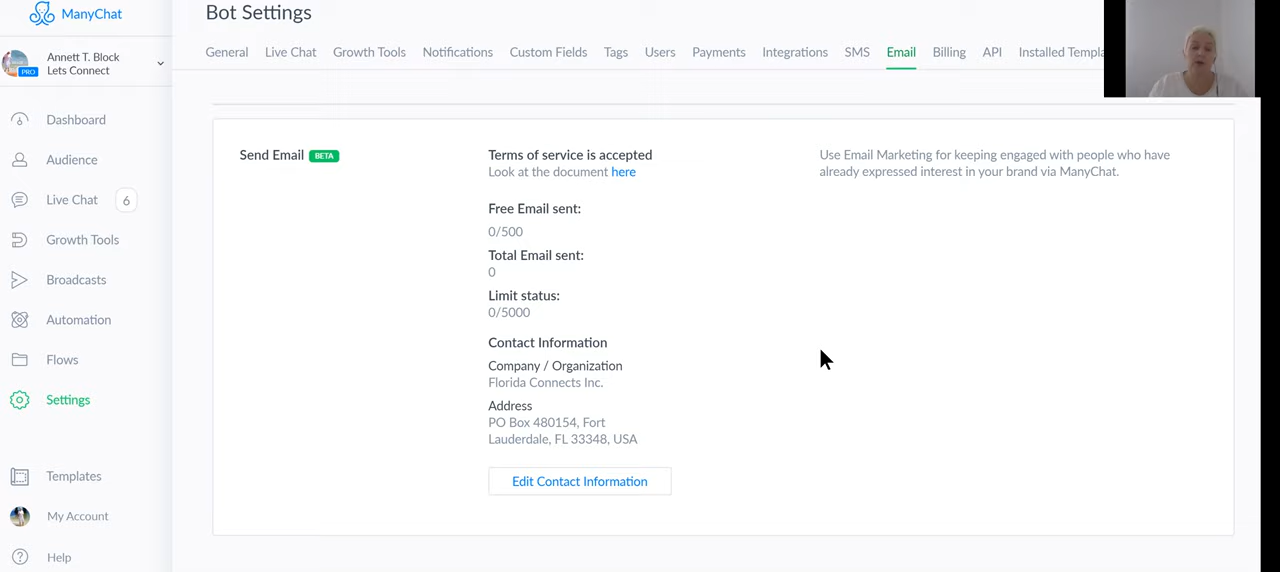 ManyChat
Annett T. Block
PRO
Lets Connect
Dashboard
Audience
Live Chat
6
Growth Tools
Broadcasts
Automation
Flows
Settings
Templates
My Account
Help
Bot Settings
General Live Chat Growth Tools Notifications Custom Fields Tags Users Payments Integrations SMS Email Billing API Installed Templa
Send Email BETA
Terms of service is accepted
Look at the document here
Free Email sent:
0/500
Total Email sent:
0
Limit status:
0/5000
Contact Information
Company / Organization
Florida Connects Inc.
Address
PO Box 480154, Fort
Lauderdale, FL 33348, USA
Edit Contact Information
Use Email Marketing for keeping engaged with people who have
already expressed interest in your brand via ManyChat.